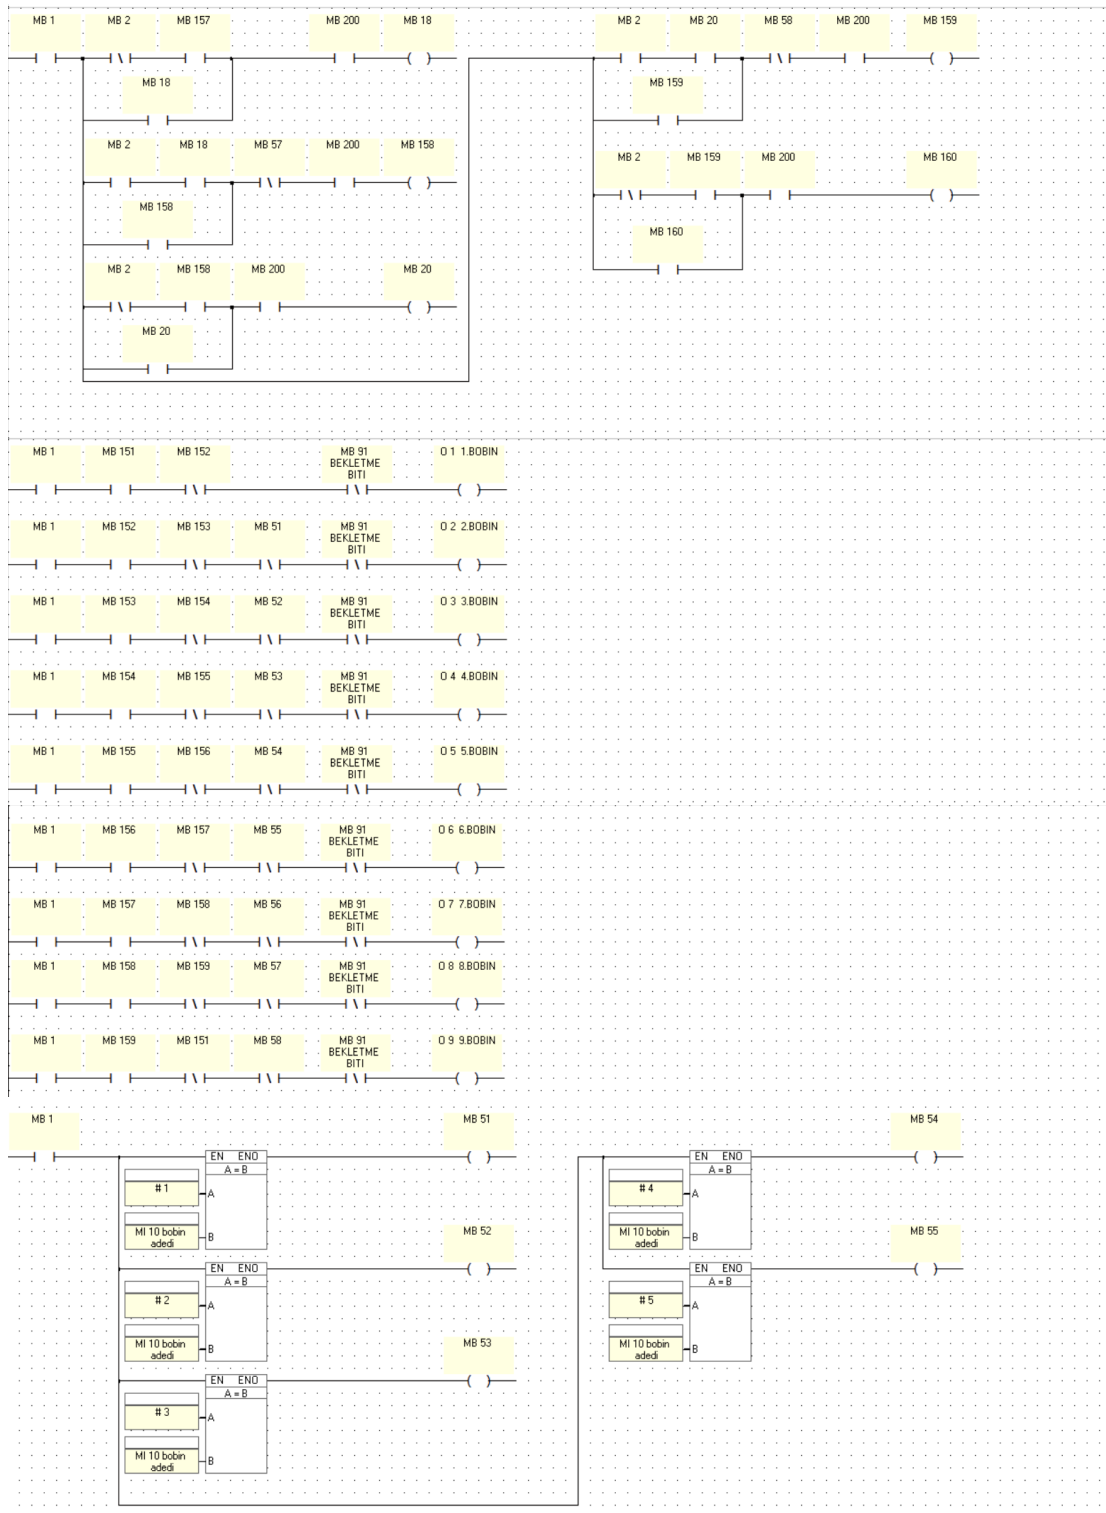 MB 1 MB 2 MB 157 MB 200 MB 18
MB 18
MB 2 MB 18 MB 57 MB 200 MB 158
MB 158
MB 2 MB 158 MB 200 MB 20
MB 20
MB 2 MB 20 MB 58 MB 200 MB 159
MB 159
MB 2 MB 159 MB 200 MB 160
MB 160
MB 1 MB 151 MB 152 MB 91 O 1 1.BOBIN
BEKLETME
BITI
MB 1 MB 152 MB 153 MB 51 MB 91 O 2 2.BOBIN
BEKLETME
BITI
MB 1 MB 153 MB 154 MB 52 MB 91 O 3 3.BOBIN
BEKLETME
BITI
MB 1 MB 154 MB 155 MB 53 MB 91 O 4 4.BOBIN
BEKLETME
BITI
MB 1 MB 155 MB 156 MB 54 MB 91 O 5 5.BOBIN
BEKLETME
BITI
MB 1 MB 156 MB 157 MB 55 MB 91 O 6 6.BOBIN
BEKLETME
BITI
MB 1 MB 157 MB 158 MB 56 MB 91 O 7 7.BOBIN
BEKLETME
BITI
MB 1 MB 158 MB 159 MB 57 MB 91 O 8 8.BOBIN
BEKLETME
BITI
MB 1 MB 159 MB 151 MB 58 MB 91 O 9 9.BOBIN
BEKLETME
BITI
MB 1 MB 51
EN ENO
A = B
# 1 A
MI 10 bobin B
adedi
MB 52
EN ENO
A = B
# 2 A
MI 10 bobin B
adedi
MB 53
EN ENO
A = B
# 3 A
MI 10 bobin B
adedi
MB 54
EN ENO
A = B
# 4 A
MI 10 bobin B
adedi
MB 55
EN ENO
A = B
# 5 A
MI 10 bobin B
adedi